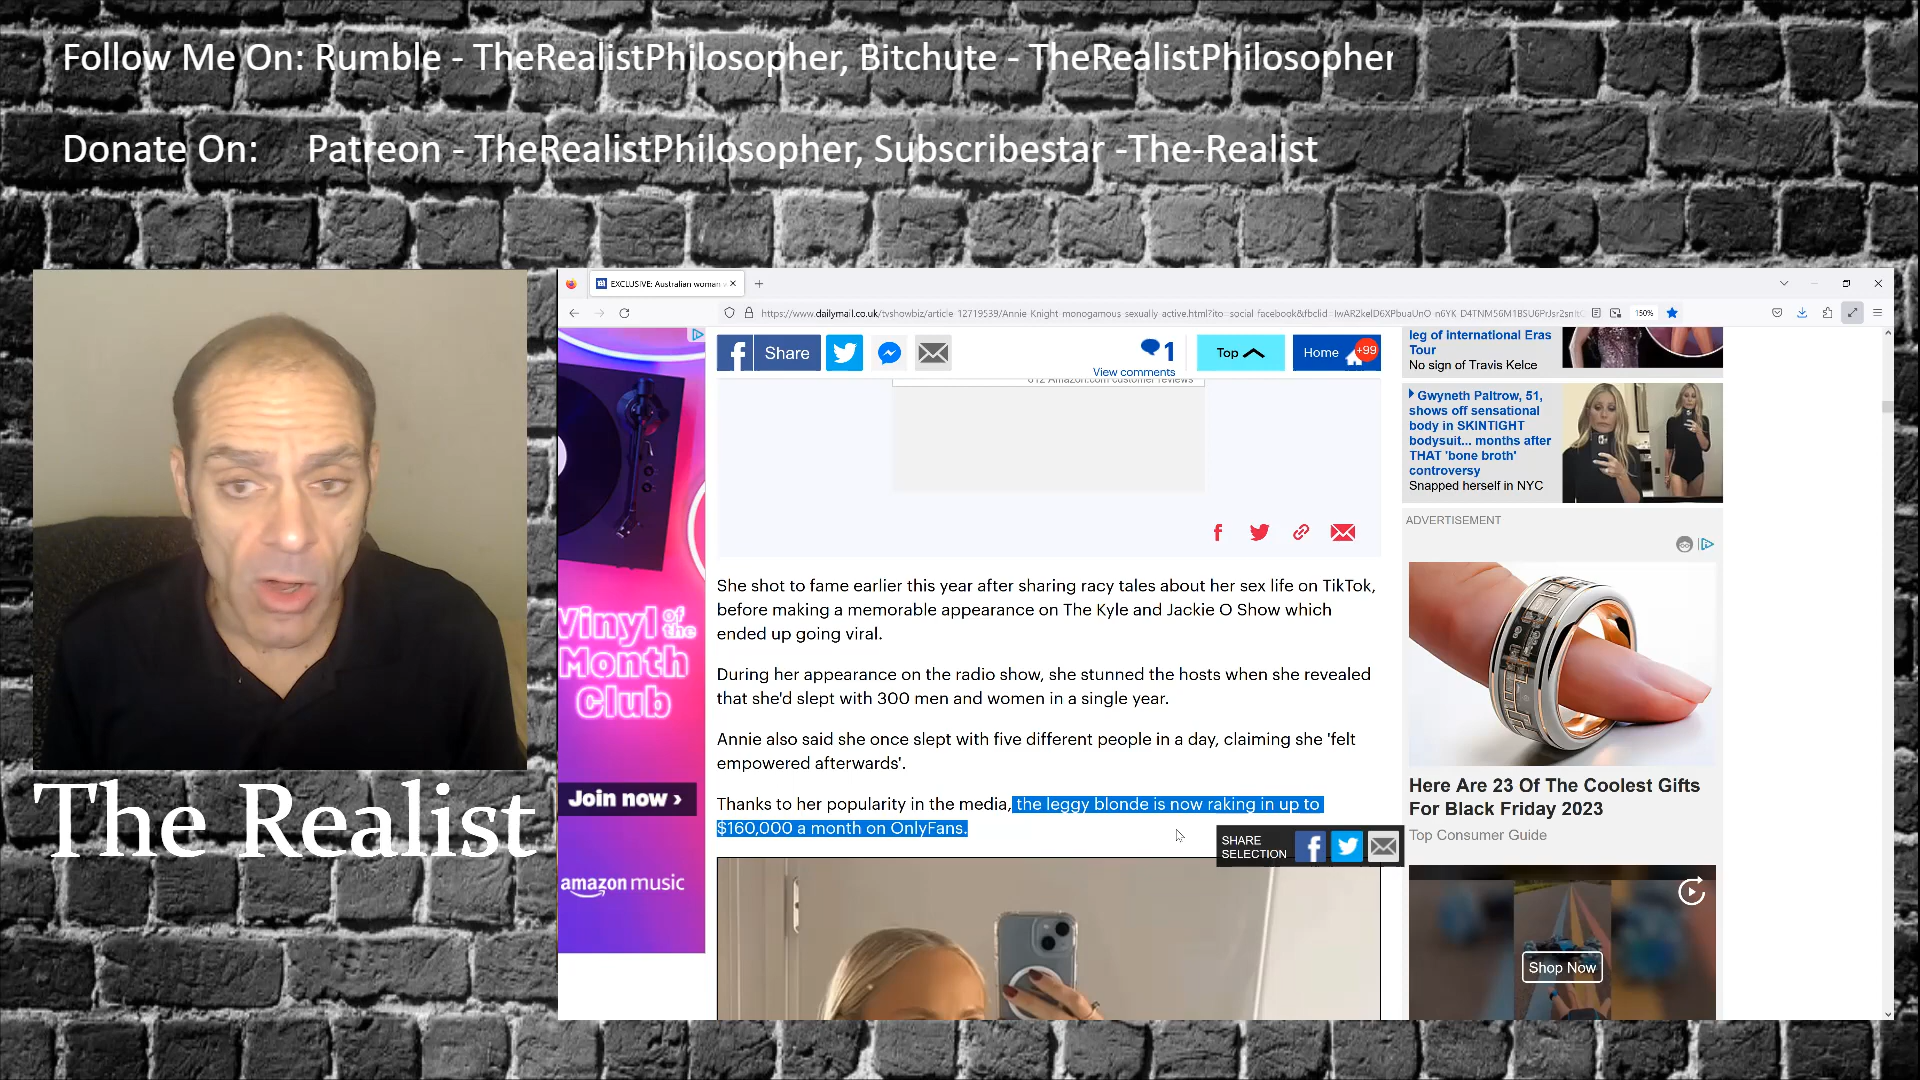 Follow Me On: Rumble - TheRealistPhilosopher, Bitchute - TheRealistPhilosopher
Donate On: Patreon - TheRealistPhilosopher, Subscribestar -The-Realist
The Realist
EXCLUSIVE: Australian woman
150%
Share
1
View comments
Top
Home
+99
She shot to fame earlier this year after sharing racy tales about her sex life on TikTok,
before making a memorable appearance on The Kyle and Jackie O Show which
ended up going viral.
During her appearance on the radio show, she stunned the hosts when she revealed
that she'd slept with 300 men and women in a single year.
Annie also said she once slept with five different people in a day, claiming she 'felt
empowered afterwards'.
Thanks to her popularity in the media, the leggy blonde is now raking in up to
$160,000 a month on OnlyFans.
SHARE
SELECTION
Vinyl of the
Month
Club
Join now ›
amazon music
leg of international Eras
Tour
No sign of Travis Kelce
Gwyneth Paltrow, 51,
shows off sensational
body in SKINTIGHT
bodysuit... months after
THAT 'bone broth'
controversy
Snapped herself in NYC
ADVERTISEMENT
Here Are 23 Of The Coolest Gifts
For Black Friday 2023
Top Consumer Guide
Shop Now